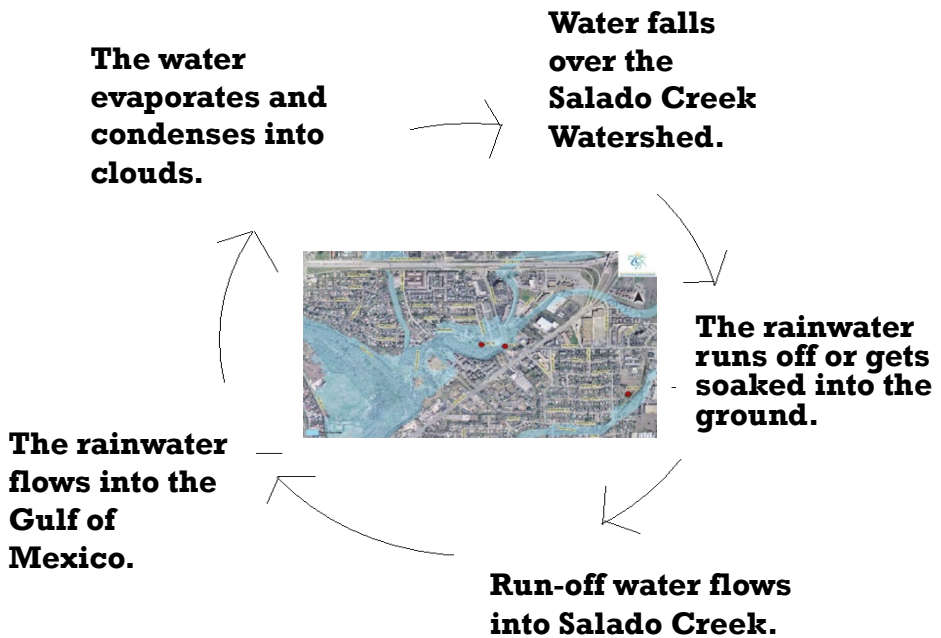 The water
evaporates and
condenses into
clouds.
Water falls
over the
Salado Creek
Watershed.
The rainwater
runs off or gets
soaked into the
ground.
Run-off water flows
into Salado Creek.
The rainwater
flows into the
Gulf of
Mexico.